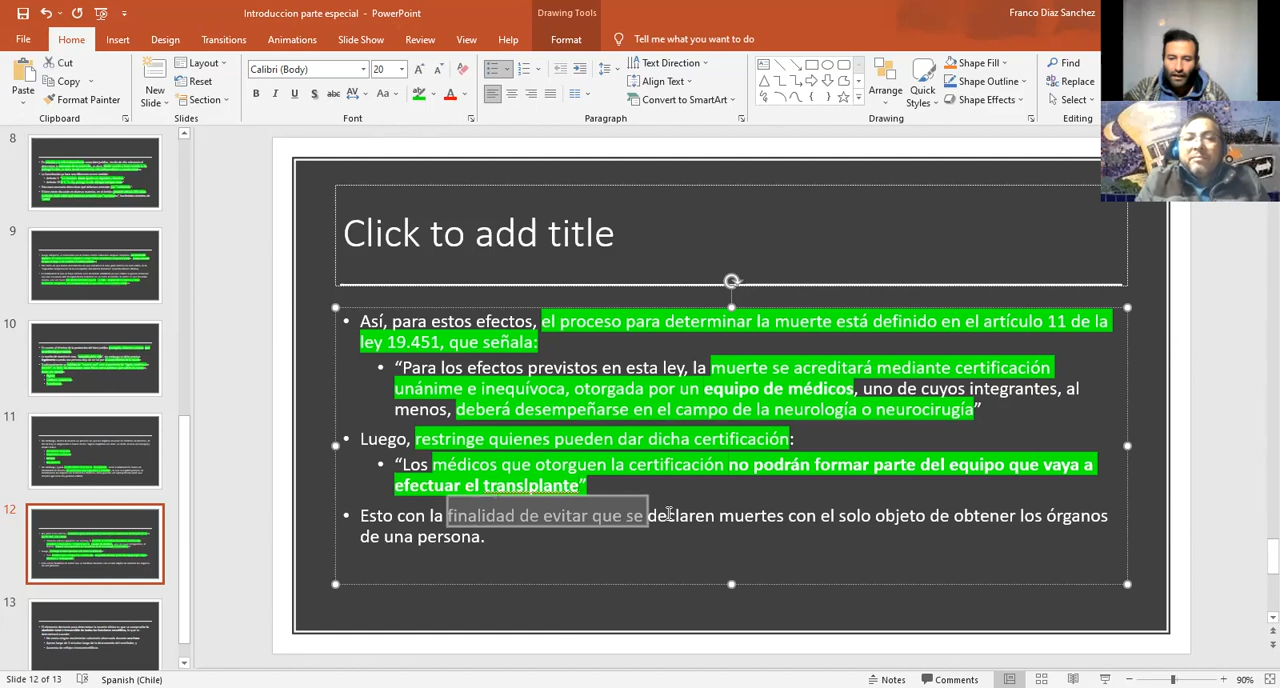 Introduccion parte especial - PowerPoint
Drawing Tools
Franco Diaz Sanchez
File Home Insert Design Transitions Animations Slide Show Review View Help Format Tell me what you want to do
Paste
Cut
Copy
Format Painter
Clipboard
New Slide
Layout
Reset
Section
Slides
Calibri (Body) 20
B I U S abc AV Aa A
Font
Text Direction
Align Text
Convert to SmartArt
Paragraph
Arrange
Quick Styles
Shape Fill
Shape Outline
Shape Effects
Drawing
Find
Replace
Select
Editing
8
9
10
11
12
13
Click to add title
• Así, para estos efectos, el proceso para determinar la muerte está definido en el artículo 11 de la
ley 19.451, que señala:
• “Para los efectos previstos en esta ley, la muerte se acreditará mediante certificación
unánime e inequívoca, otorgada por un equipo de médicos, uno de cuyos integrantes, al
menos, deberá desempeñarse en el campo de la neurología o neurocirugía”
• Luego, restringe quienes pueden dar dicha certificación:
• “Los médicos que otorguen la certificación no podrán formar parte del equipo que vaya a
efectuar el translplante”
• Esto con la finalidad de evitar que se declaren muertes con el solo objeto de obtener los órganos
de una persona.
Slide 12 of 13 Spanish (Chile) Notes Comments 90%